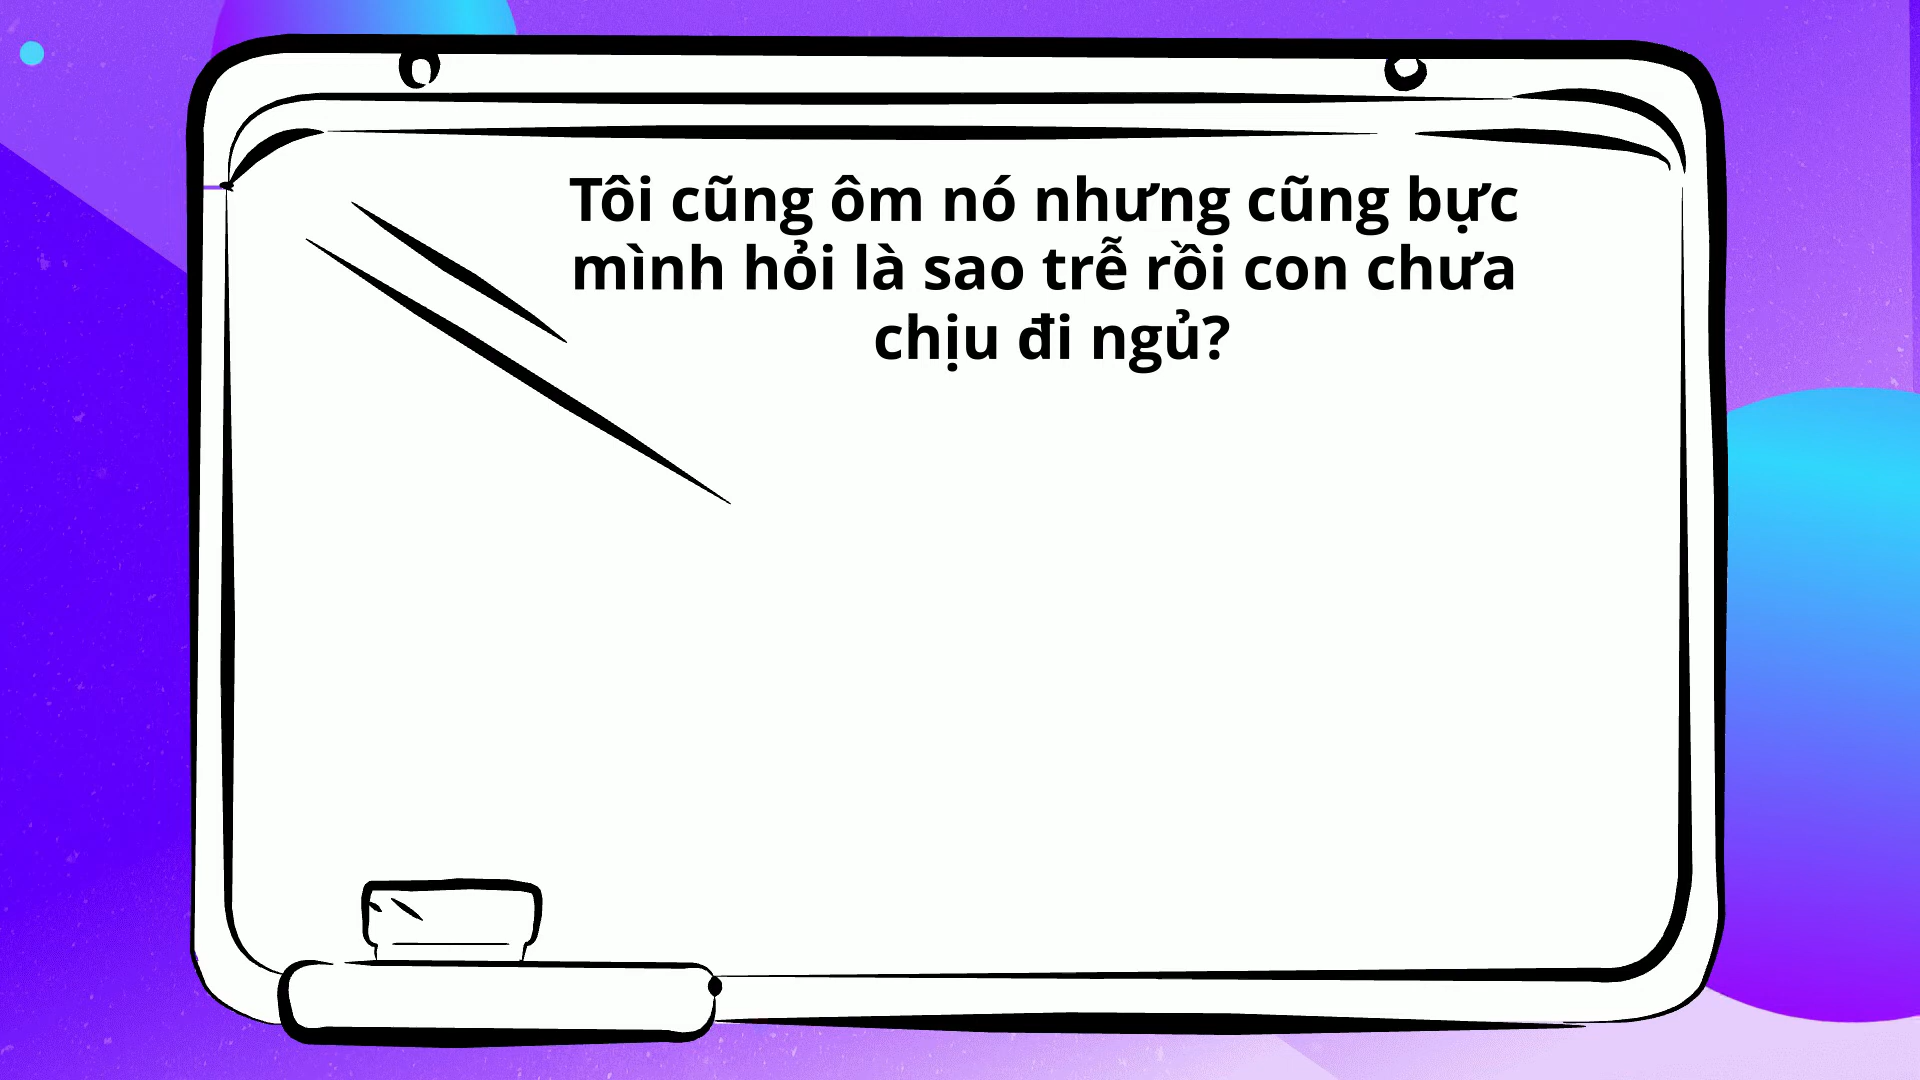 Tôi cũng ôm nó nhưng cũng bực
mình hỏi là sao trễ rồi con chưa
chịu đi ngủ?